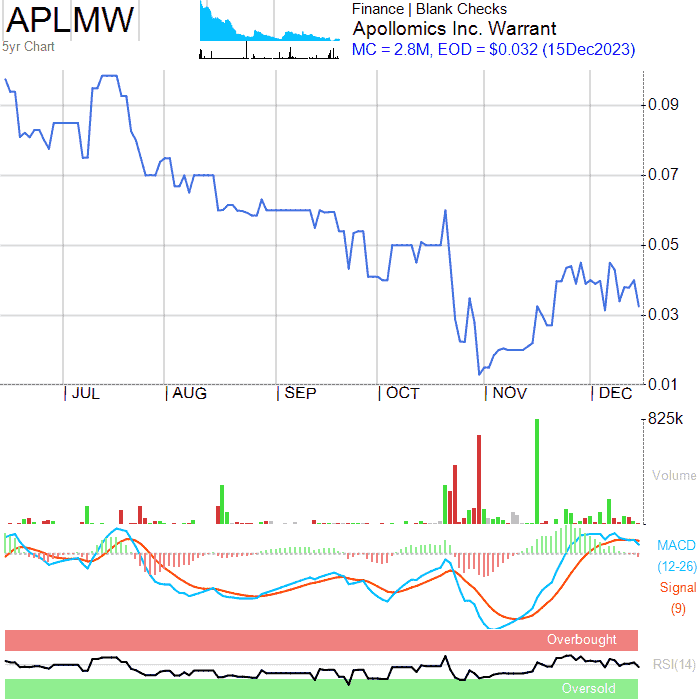 APLMW
5yr Chart
Finance | Blank Checks
Apollomics Inc. Warrant
MC = 2.8M, EOD = $0.032 (15Dec2023)
0.09
0.07
0.05
0.03
0.01
JUL AUG SEP OCT NOV DEC
825k
Volume
MACD
(12-26)
Signal
(9)
Overbought
RSI(14)
Oversold